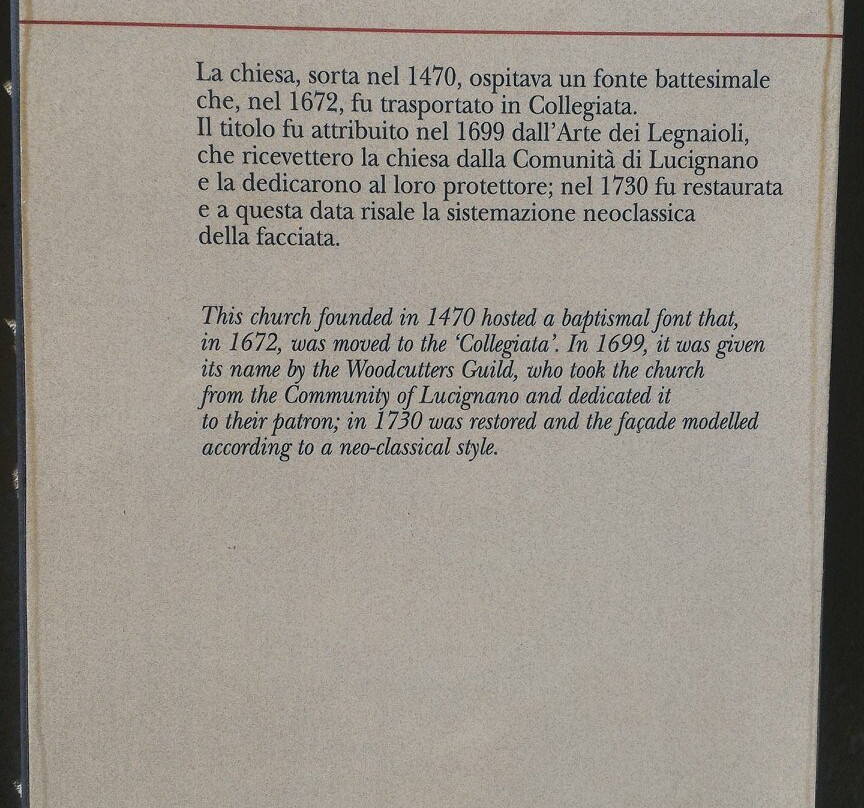 La chiesa, sorta nel 1470, ospitava un fonte battesimale
che, nel 1672, fu trasportato in Collegiata.
Il titolo fu attribuito nel 1699 dall'Arte dei Legnaioli,
che ricevettero la chiesa dalla Comunità di Lucignano
e la dedicarono al loro protettore; nel 1730 fu restaurata
e a questa data risale la sistemazione neoclassica
della facciata.
This church founded in 1470 hosted a baptismal font that,
in 1672, was moved to the ‘Collegiata’. In 1699, it was given
its name by the Woodcutters Guild, who took the church
from the Community of Lucignano and dedicated it
to their patron; in 1730 was restored and the façade modelled
according to a neo-classical style.